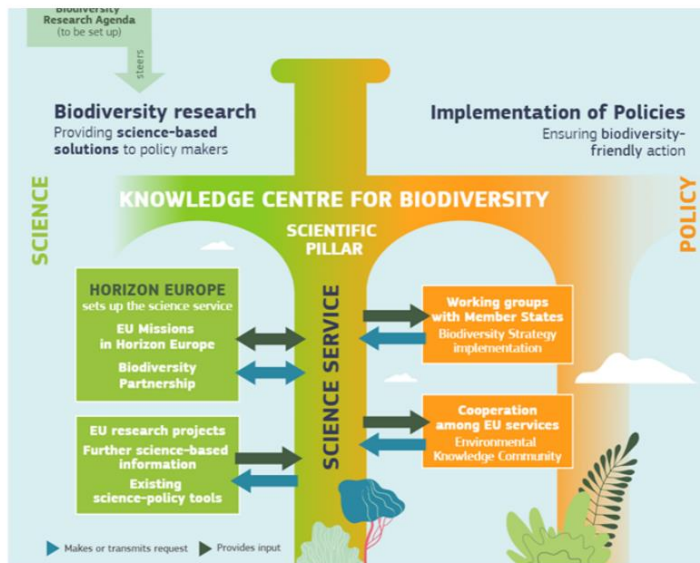 Biodiversity
Research Agenda
(to be set up)
steers
Biodiversity research
Providing science-based
solutions to policy makers
Implementation of Policies
Ensuring biodiversity-
friendly action
SCIENCE
POLICY
KNOWLEDGE CENTRE FOR BIODIVERSITY
SCIENTIFIC
PILLAR
SCIENCE SERVICE
HORIZON EUROPE
sets up the science service
EU Missions
in Horizon Europe
Biodiversity
Partnership
EU research projects
Further science-based
information
Existing
science-policy tools
Working groups
with Member States
Biodiversity Strategy
implementation
Cooperation
among EU services
Environmental
Knowledge Community
Makes or transmits request
Provides input